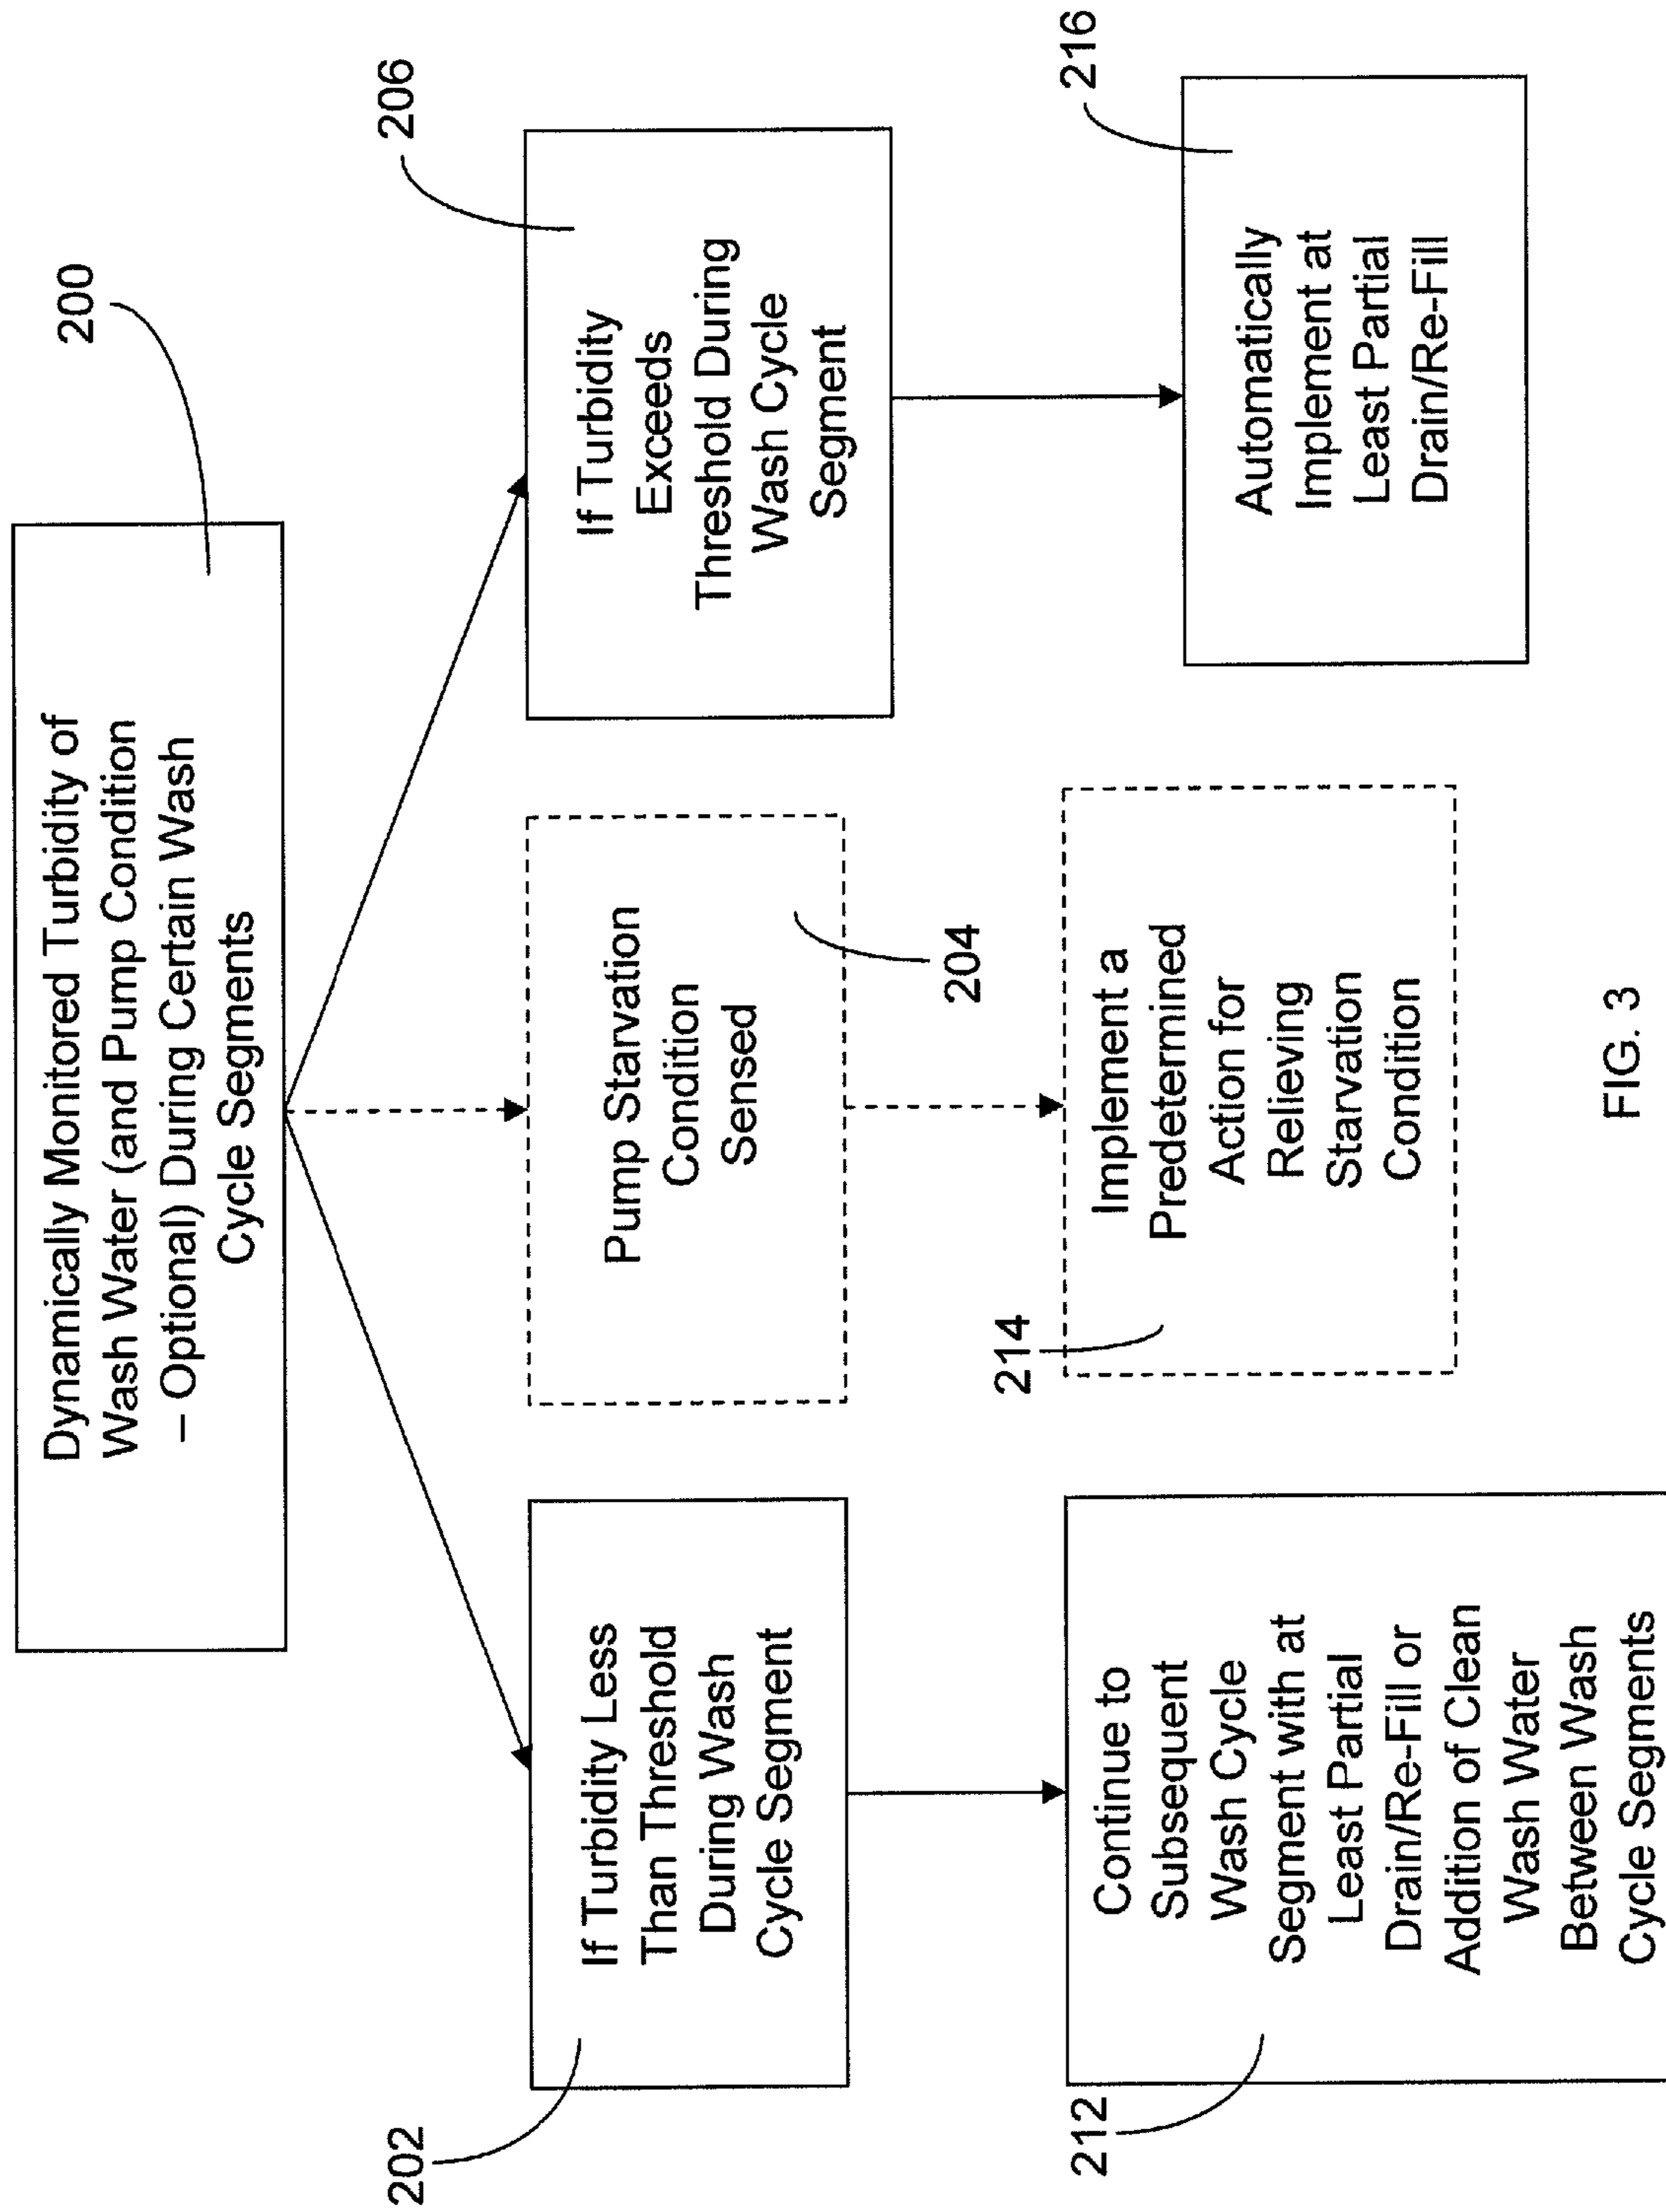 200
Dynamically Monitored Turbidity of
Wash Water (and Pump Condition
– Optional) During Certain Wash
Cycle Segments
202
If Turbidity Less
Than Threshold
During Wash
Cycle Segment
204
Pump Starvation
Condition
Sensed
206
If Turbidity
Exceeds
Threshold During
Wash Cycle
Segment
212
Continue to
Subsequent
Wash Cycle
Segment with at
Least Partial
Drain/Re-Fill or
Addition of Clean
Wash Water
Between Wash
Cycle Segments
214
Implement a
Predetermined
Action for
Relieving
Starvation
Condition
216
Automatically
Implement at
Least Partial
Drain/Re-Fill
FIG. 3